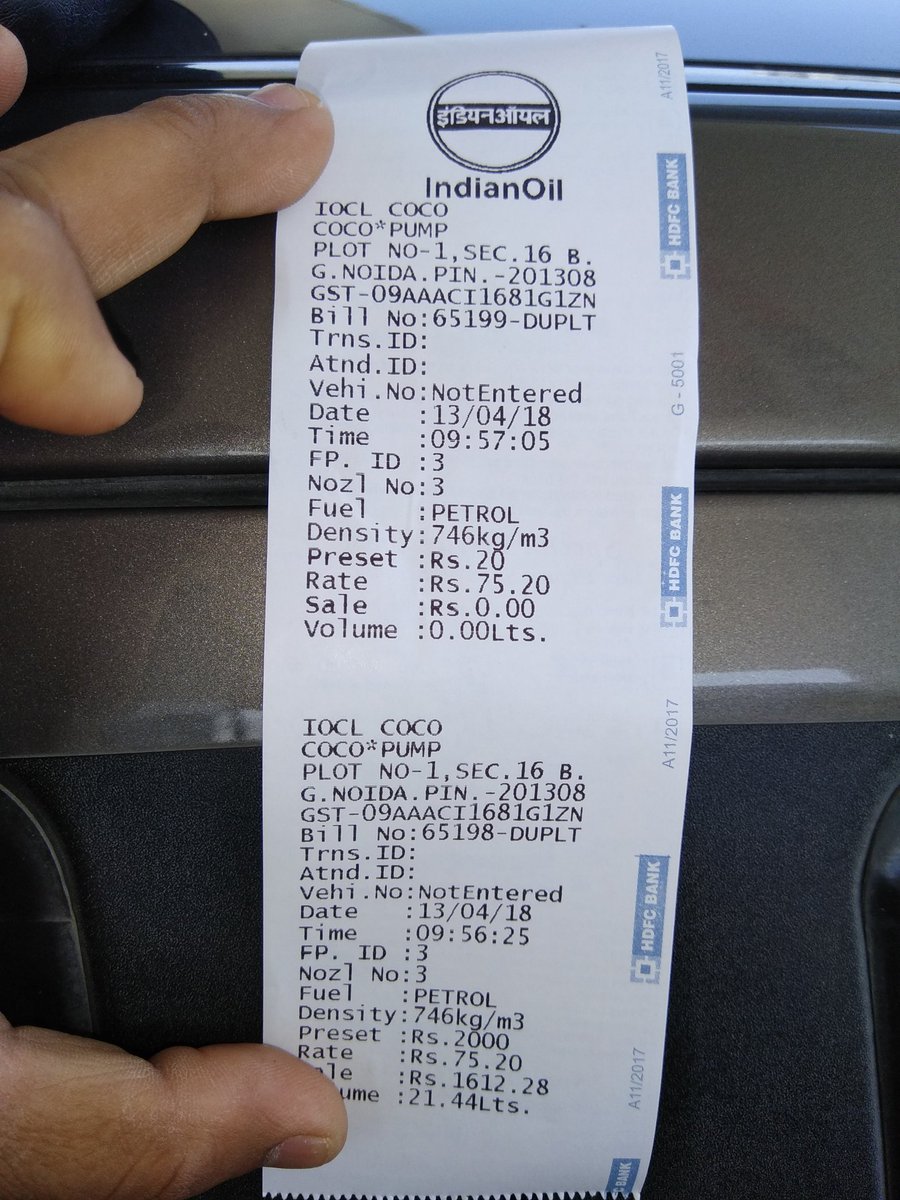 इंडियनऑयल
IndianOil
IOCL COCO
COCO*PUMP
PLOT NO-1,SEC.16 B.
G.NOIDA.PIN.-201308
GST-09AAACI1681G1ZN
Bill No:65199-DUPLT
Trns.ID:
Atnd.ID:
Vehi.No:NotEntered
Date :13/04/18
Time :09:57:05
FP. ID :3
Nozl No:3
Fuel :PETROL
Density:746kg/m3
Preset :Rs.20
Rate :Rs.75.20
Sale :Rs.0.00
Volume :0.00Lts.
IOCL COCO
COCO*PUMP
PLOT NO-1,SEC.16 B.
G.NOIDA.PIN.-201308
GST-09AAACI1681G1ZN
Bill No:65198-DUPLT
Trns.ID:
Atnd.ID:
Vehi.No:NotEntered
Date :13/04/18
Time :09:56:25
FP. ID :3
Nozl No:3
Fuel :PETROL
Density:746kg/m3
Preset :Rs.2000
Rate :Rs.75.20
ale :Rs.1612.28
ume :21.44Lts.
A11/2017
HDFC BANK
G - 5001
HDFC BANK
A11/2017
HDFC BANK
A11/2017
C BANK